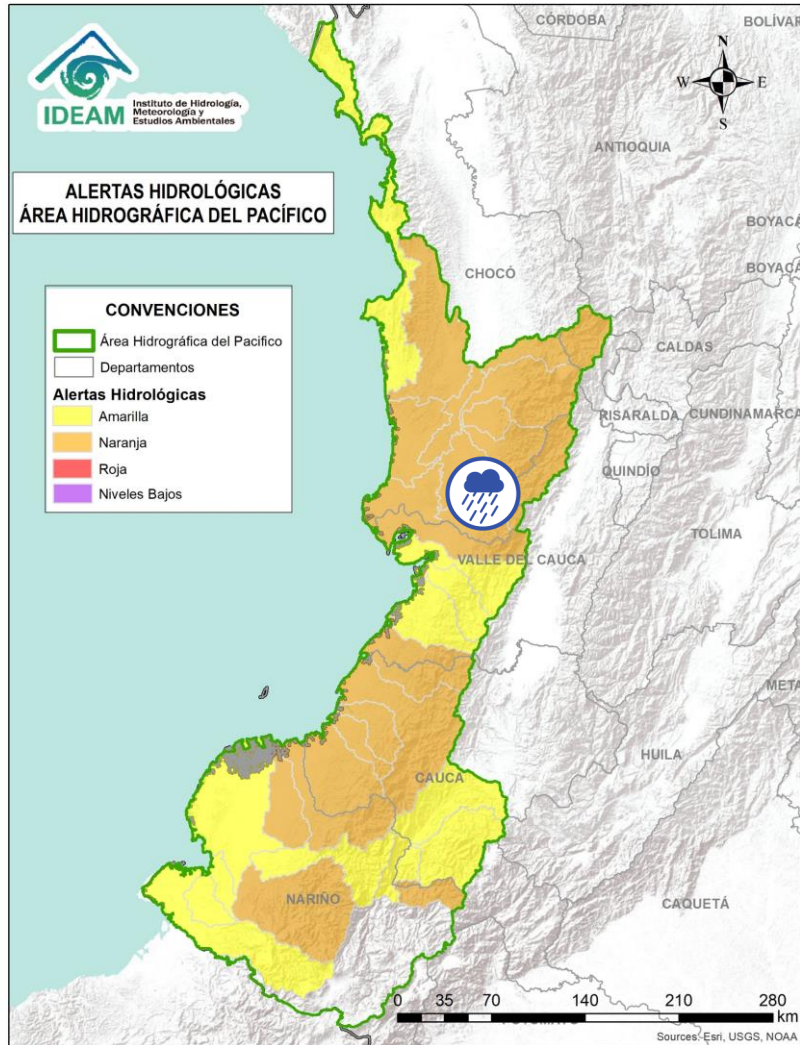 IDEAM
Instituto de Hidrología,
Meteorología y
Estudios Ambientales
ALERTAS HIDROLÓGICAS
ÁREA HIDROGRÁFICA DEL PACÍFICO
CONVENCIONES
Área Hidrográfica del Pacifico
Departamentos
Alertas Hidrológicas
Amarilla
Naranja
Roja
Niveles Bajos
CÓRDOBA
BOLÍVAR
N
W E
S
ANTIOQUIA
BOYACÁ
CHOCÓ
BOYACÁ
CALDAS
RISARALDA
CUNDINAMARCA
QUINDÍO
TOLIMA
VALLE DEL CAUCA
META
HUILA
CAUCA
NARIÑO
CAQUETÁ
0 35 70 140 210 280
km
Sources: Esri, USGS, NOAA